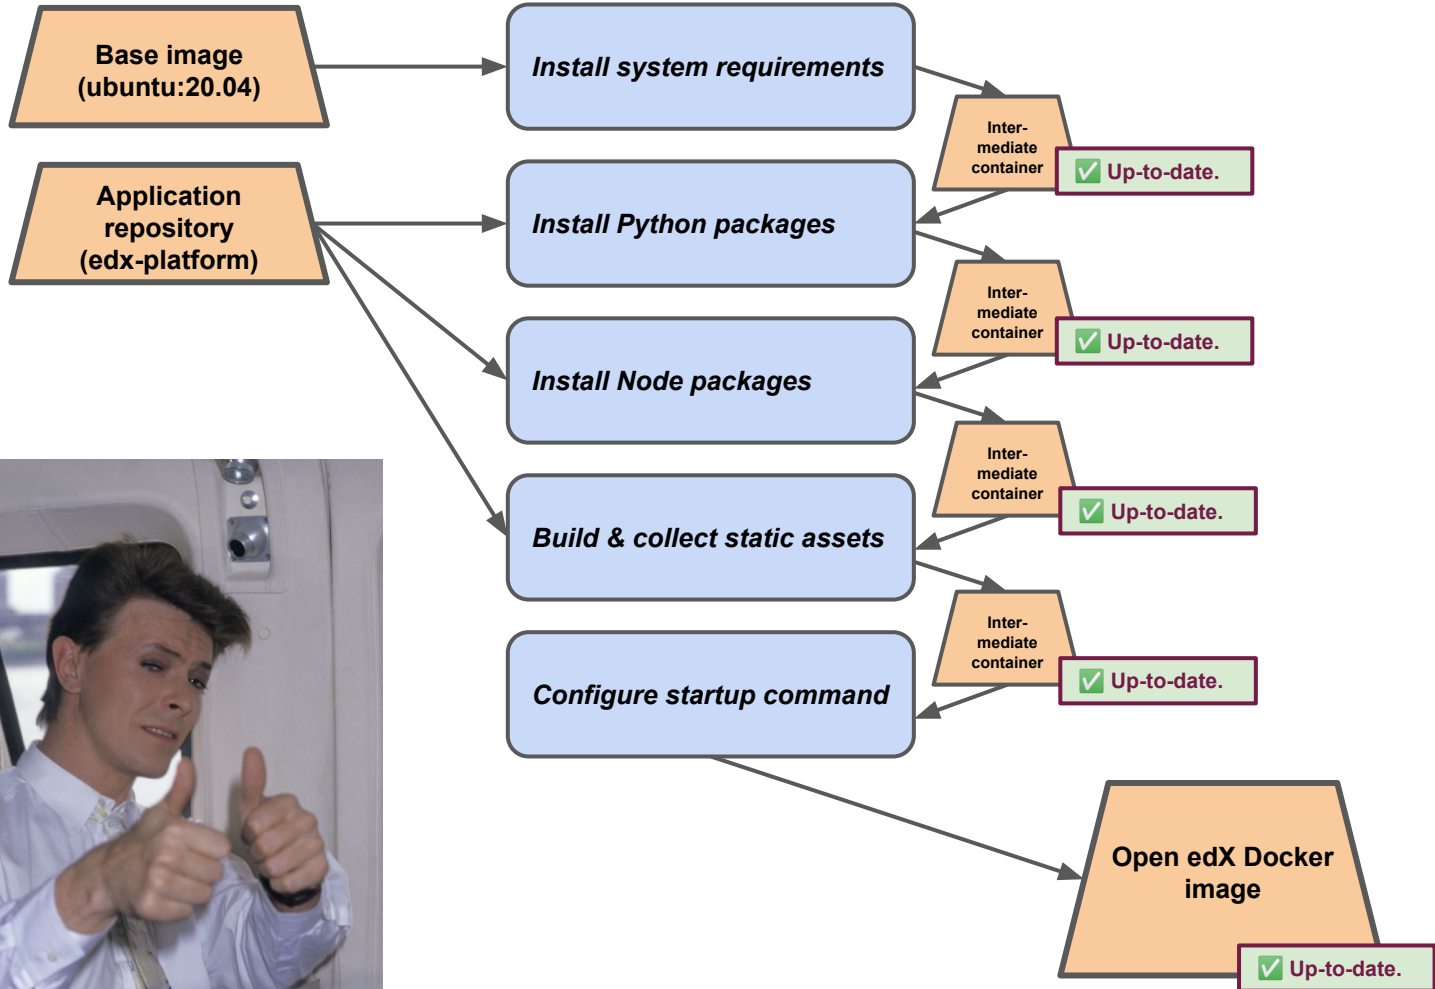 Base image
(ubuntu:20.04)
Install system requirements
Inter-
mediate
container
✅ Up-to-date.
Application
repository
(edx-platform)
Install Python packages
Inter-
mediate
container
✅ Up-to-date.
Install Node packages
Inter-
mediate
container
✅ Up-to-date.
Build & collect static assets
Inter-
mediate
container
✅ Up-to-date.
Configure startup command
Open edX Docker
image
✅ Up-to-date.